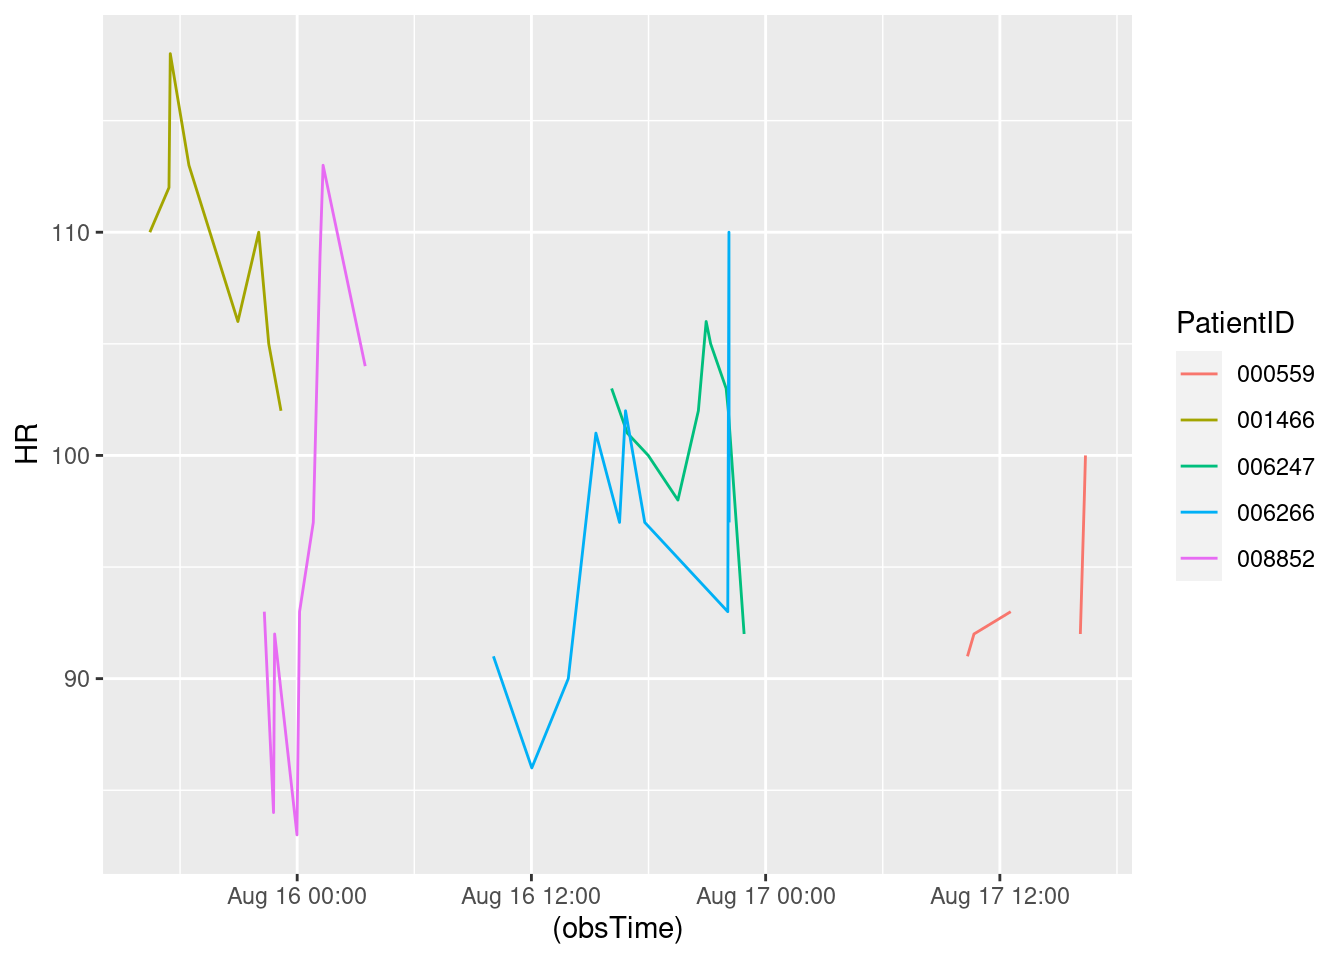 HR
110
100
90
Aug 16 00:00
Aug 16 12:00
Aug 17 00:00
Aug 17 12:00
(obsTime)
PatientID
000559
001466
006247
006266
008852